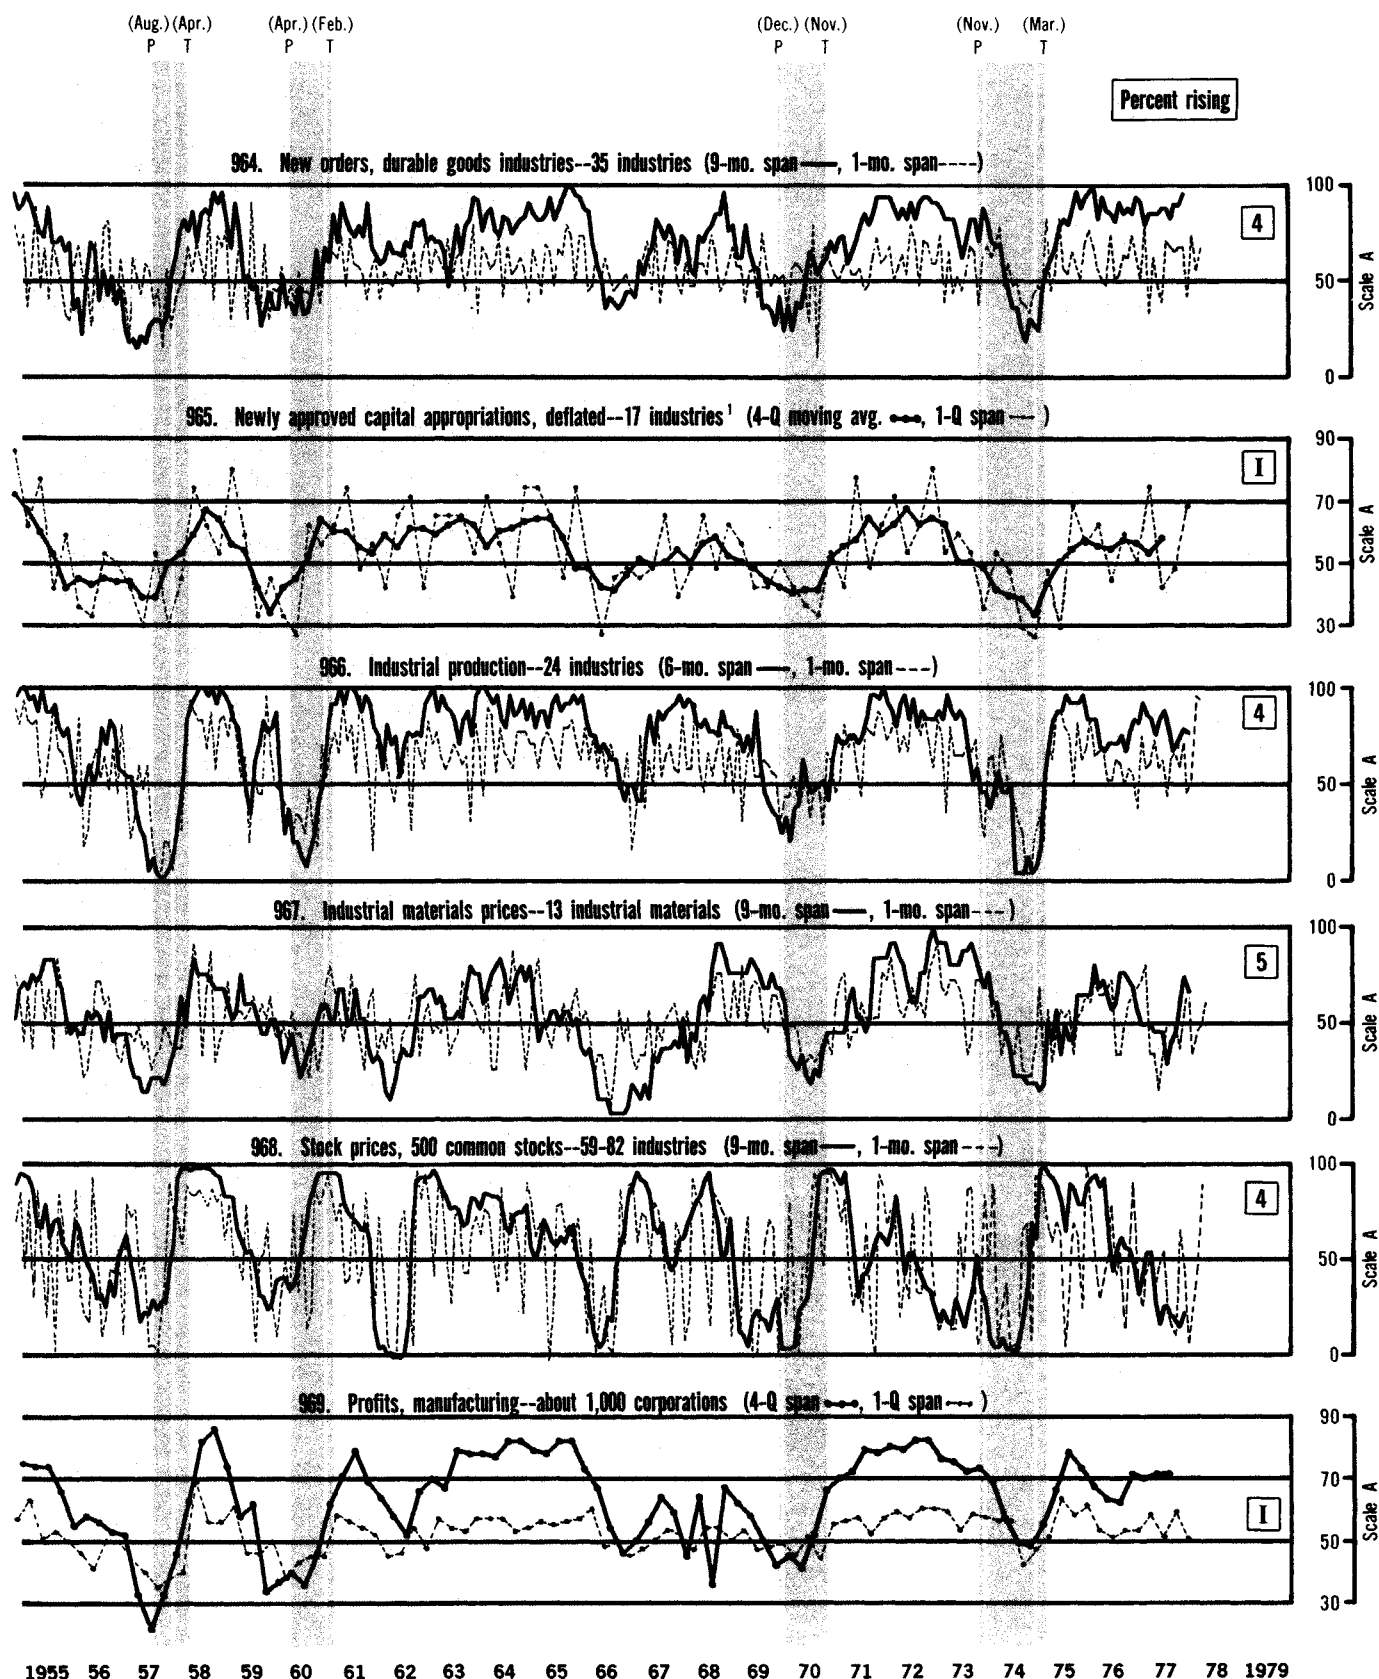 (Aug.) (Apr.) (Apr.) (Feb.) (Dec.) (Nov.) (Nov.) (Mar.)
P T P T P T P T
Percent rising
964. New orders, durable goods industries--35 industries (9-mo. span——, 1-mo. span----)
100
4
50
Scale A
0
965. Newly approved capital appropriations, deflated--17 industries¹ (4-Q moving avg. •—•, 1-Q span ---)
90
I
70
50
Scale A
30
966. Industrial production--24 industries (6-mo. span——, 1-mo. span----)
100
4
50
Scale A
0
967. Industrial materials prices--13 industrial materials (9-mo. span——, 1-mo. span----)
100
5
50
Scale A
0
968. Stock prices, 500 common stocks--59-82 industries (9-mo. span——, 1-mo. span----)
100
4
50
Scale A
0
969. Profits, manufacturing--about 1,000 corporations (4-Q span•—•, 1-Q span•--•)
90
70
I
50
Scale A
30
1955 56 57 58 59 60 61 62 63 64 65 66 67 68 69 70 71 72 73 74 75 76 77 78 1979